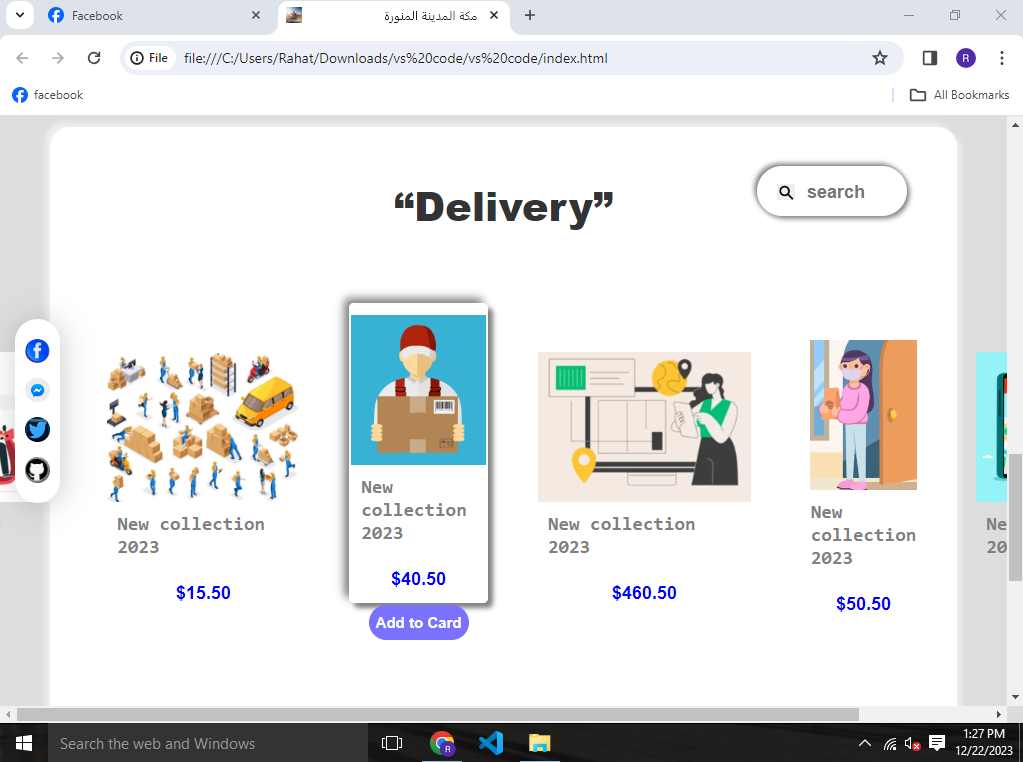 Facebook
مكة المدينة المنورة
File
file:///C:/Users/Rahat/Downloads/vs%20code/vs%20code/index.html
R
facebook
All Bookmarks
“Delivery”
search
New collection
2023
$15.50
New
collection
2023
$40.50
Add to Card
New collection
2023
$460.50
New
collection
2023
$50.50
Ne
20
Search the web and Windows
R
1:27 PM
12/22/2023